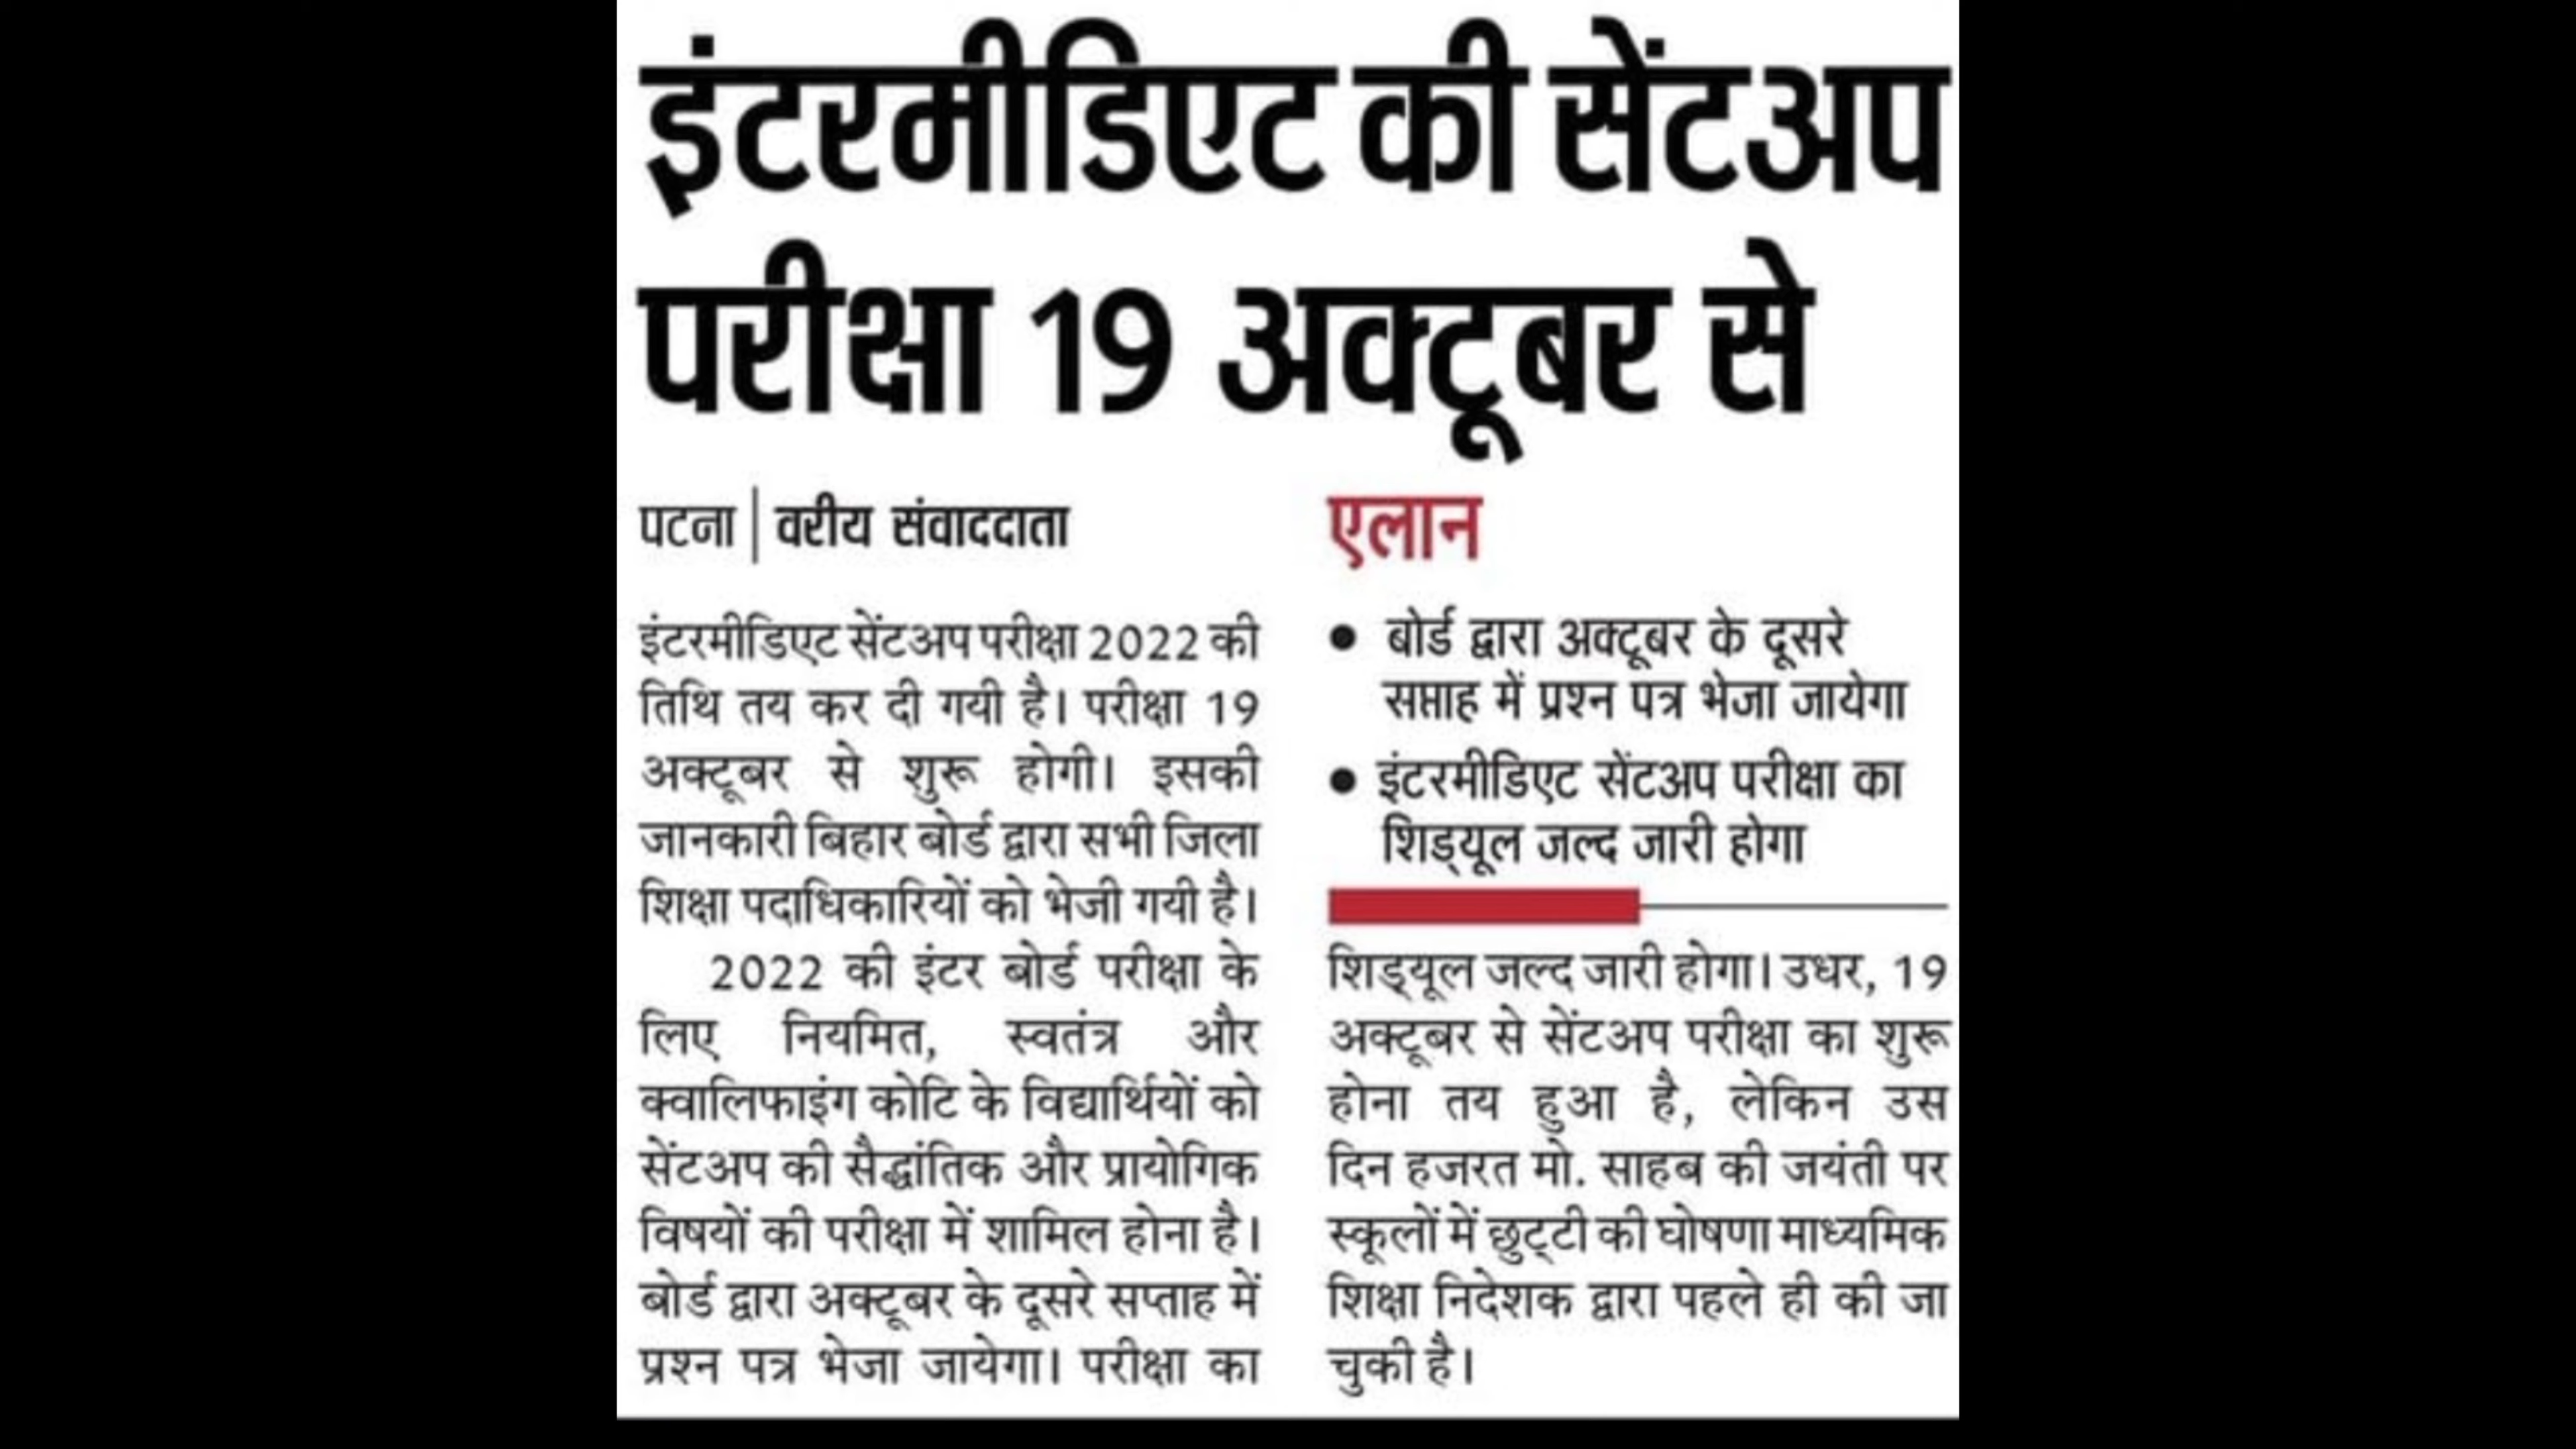 इंटरमीडिएट की सेंटअप
परीक्षा 19 अक्टूबर से
पटना | वरीय संवाददाता
इंटरमीडिएट सेंटअप परीक्षा 2022 की
तिथि तय कर दी गयी है। परीक्षा 19
अक्टूबर से शुरू होगी। इसकी
जानकारी बिहार बोर्ड द्वारा सभी जिला
शिक्षा पदाधिकारियों को भेजी गयी है।
2022 की इंटर बोर्ड परीक्षा के
लिए नियमित, स्वतंत्र और
क्वालिफाइंग कोटि के विद्यार्थियों को
सेंटअप की सैद्धांतिक और प्रायोगिक
विषयों की परीक्षा में शामिल होना है।
बोर्ड द्वारा अक्टूबर के दूसरे सप्ताह में
प्रश्न पत्र भेजा जायेगा। परीक्षा का
एलान
● बोर्ड द्वारा अक्टूबर के दूसरे
सप्ताह में प्रश्न पत्र भेजा जायेगा
● इंटरमीडिएट सेंटअप परीक्षा का
शिड्यूल जल्द जारी होगा
शिड्यूल जल्द जारी होगा। उधर, 19
अक्टूबर से सेंटअप परीक्षा का शुरू
होना तय हुआ है, लेकिन उस
दिन हजरत मो. साहब की जयंती पर
स्कूलों में छुट्टी की घोषणा माध्यमिक
शिक्षा निदेशक द्वारा पहले ही की जा
चुकी है।